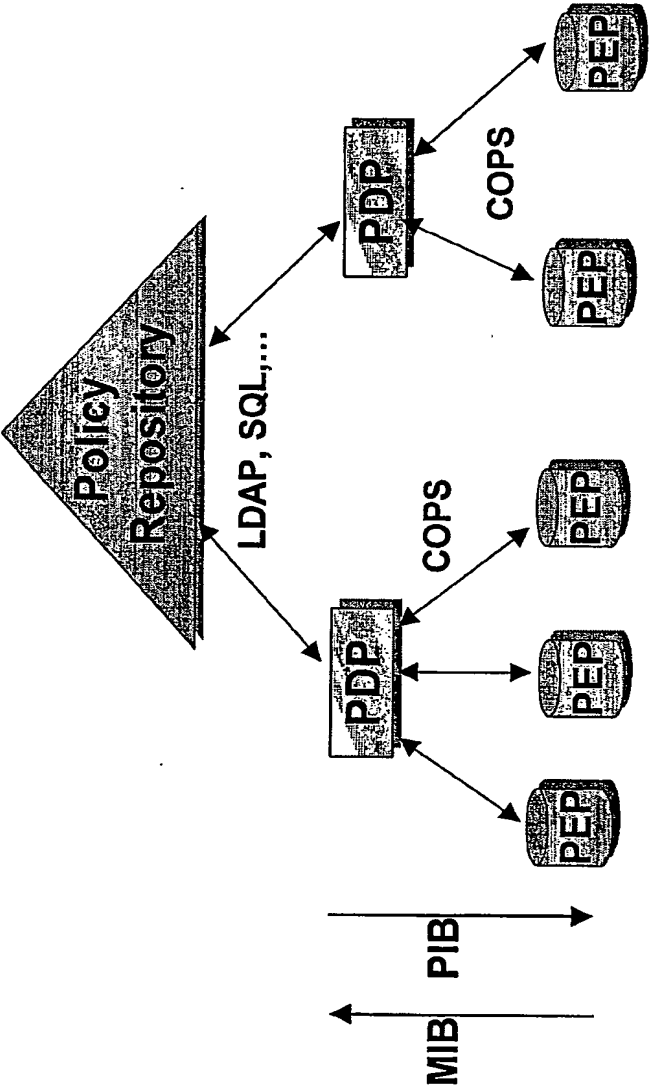 Policy
Repository
LDAP, SQL,...
PDP
PDP
COPS
COPS
PEP
PEP
PEP
PEP
PEP
MIB
PIB